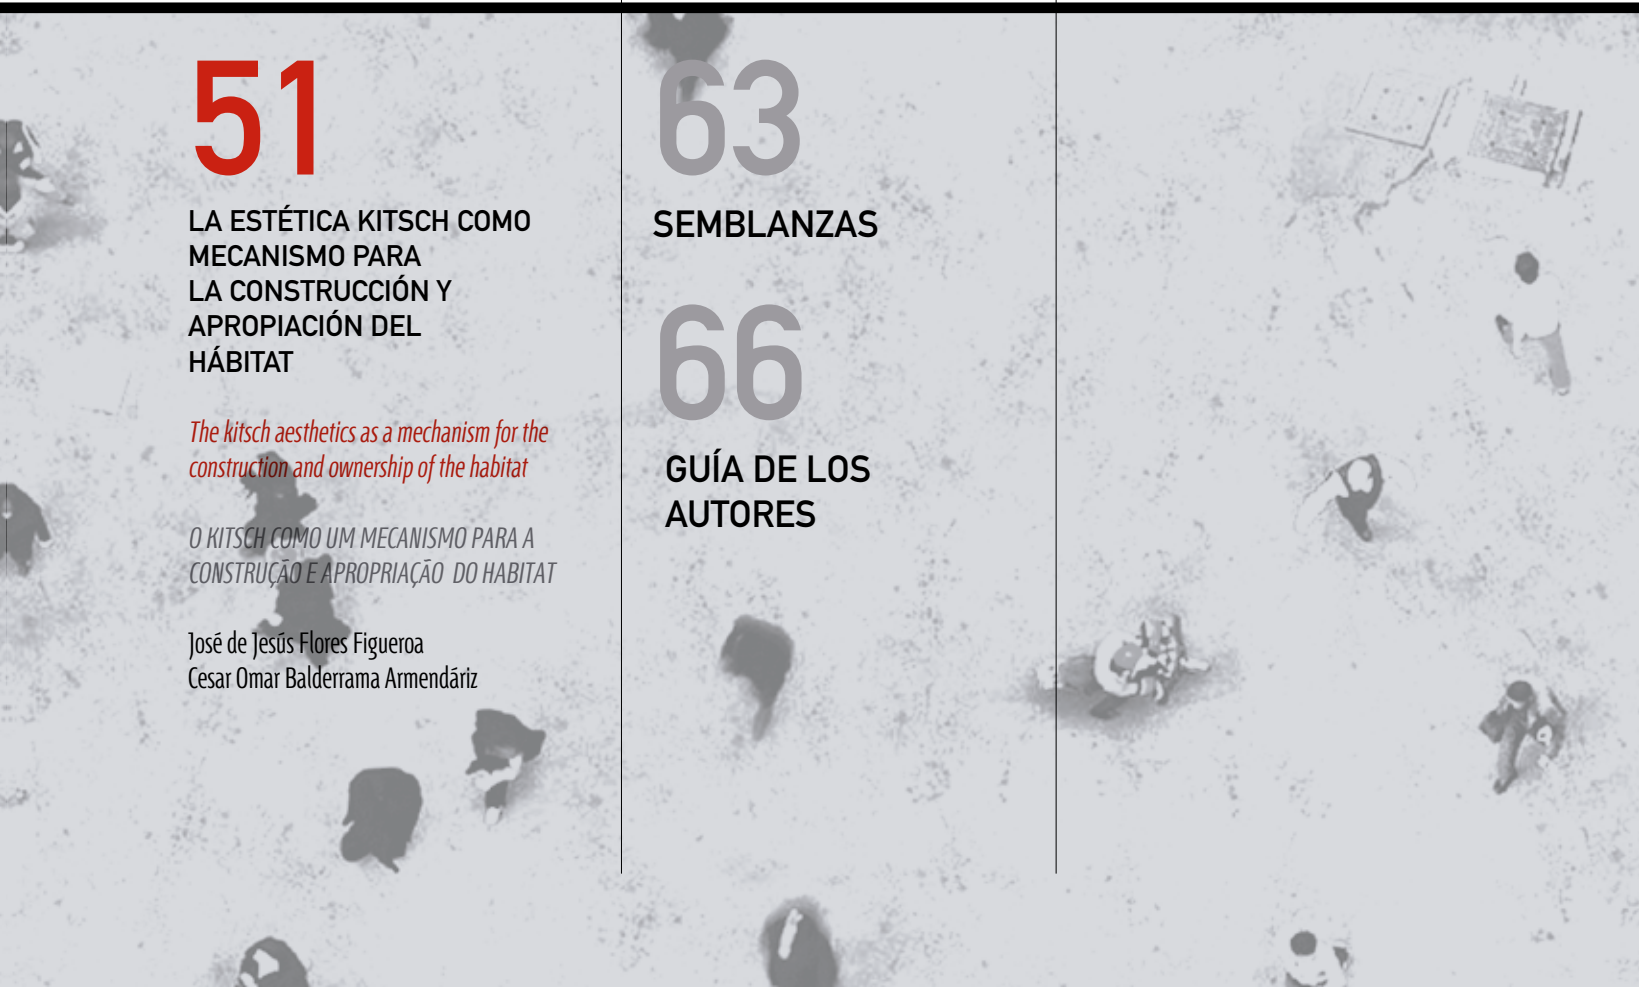 51
LA ESTÉTICA KITSCH COMO
MECANISMO PARA
LA CONSTRUCCIÓN Y
APROPIACIÓN DEL
HÁBITAT
The kitsch aesthetics as a mechanism for the
construction and ownership of the habitat
O KITSCH COMO UM MECANISMO PARA A
CONSTRUÇÃO E APROPRIAÇÃO DO HABITAT
José de Jesús Flores Figueroa
Cesar Omar Balderrama Armendáriz
63
SEMBLANZAS
66
GUÍA DE LOS
AUTORES